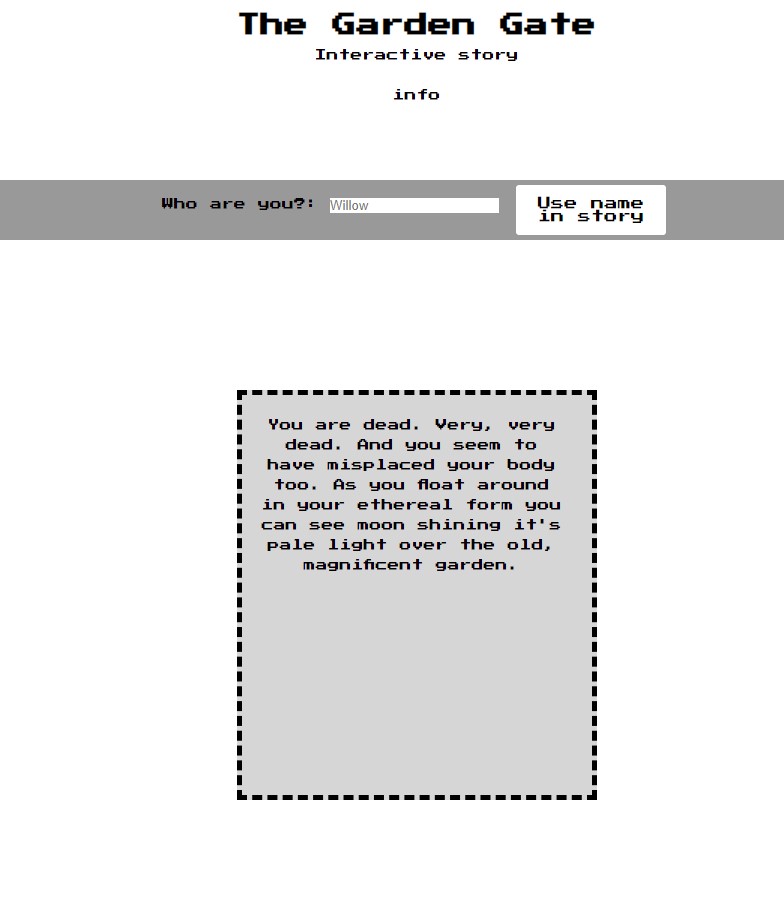 The Garden Gate
Interactive story
info
Who are you?: Willow
Use name
in story
You are dead. Very, very
dead. And you seem to
have misplaced your body
too. As you float around
in your ethereal form you
can see moon shining it's
pale light over the old,
magnificent garden.